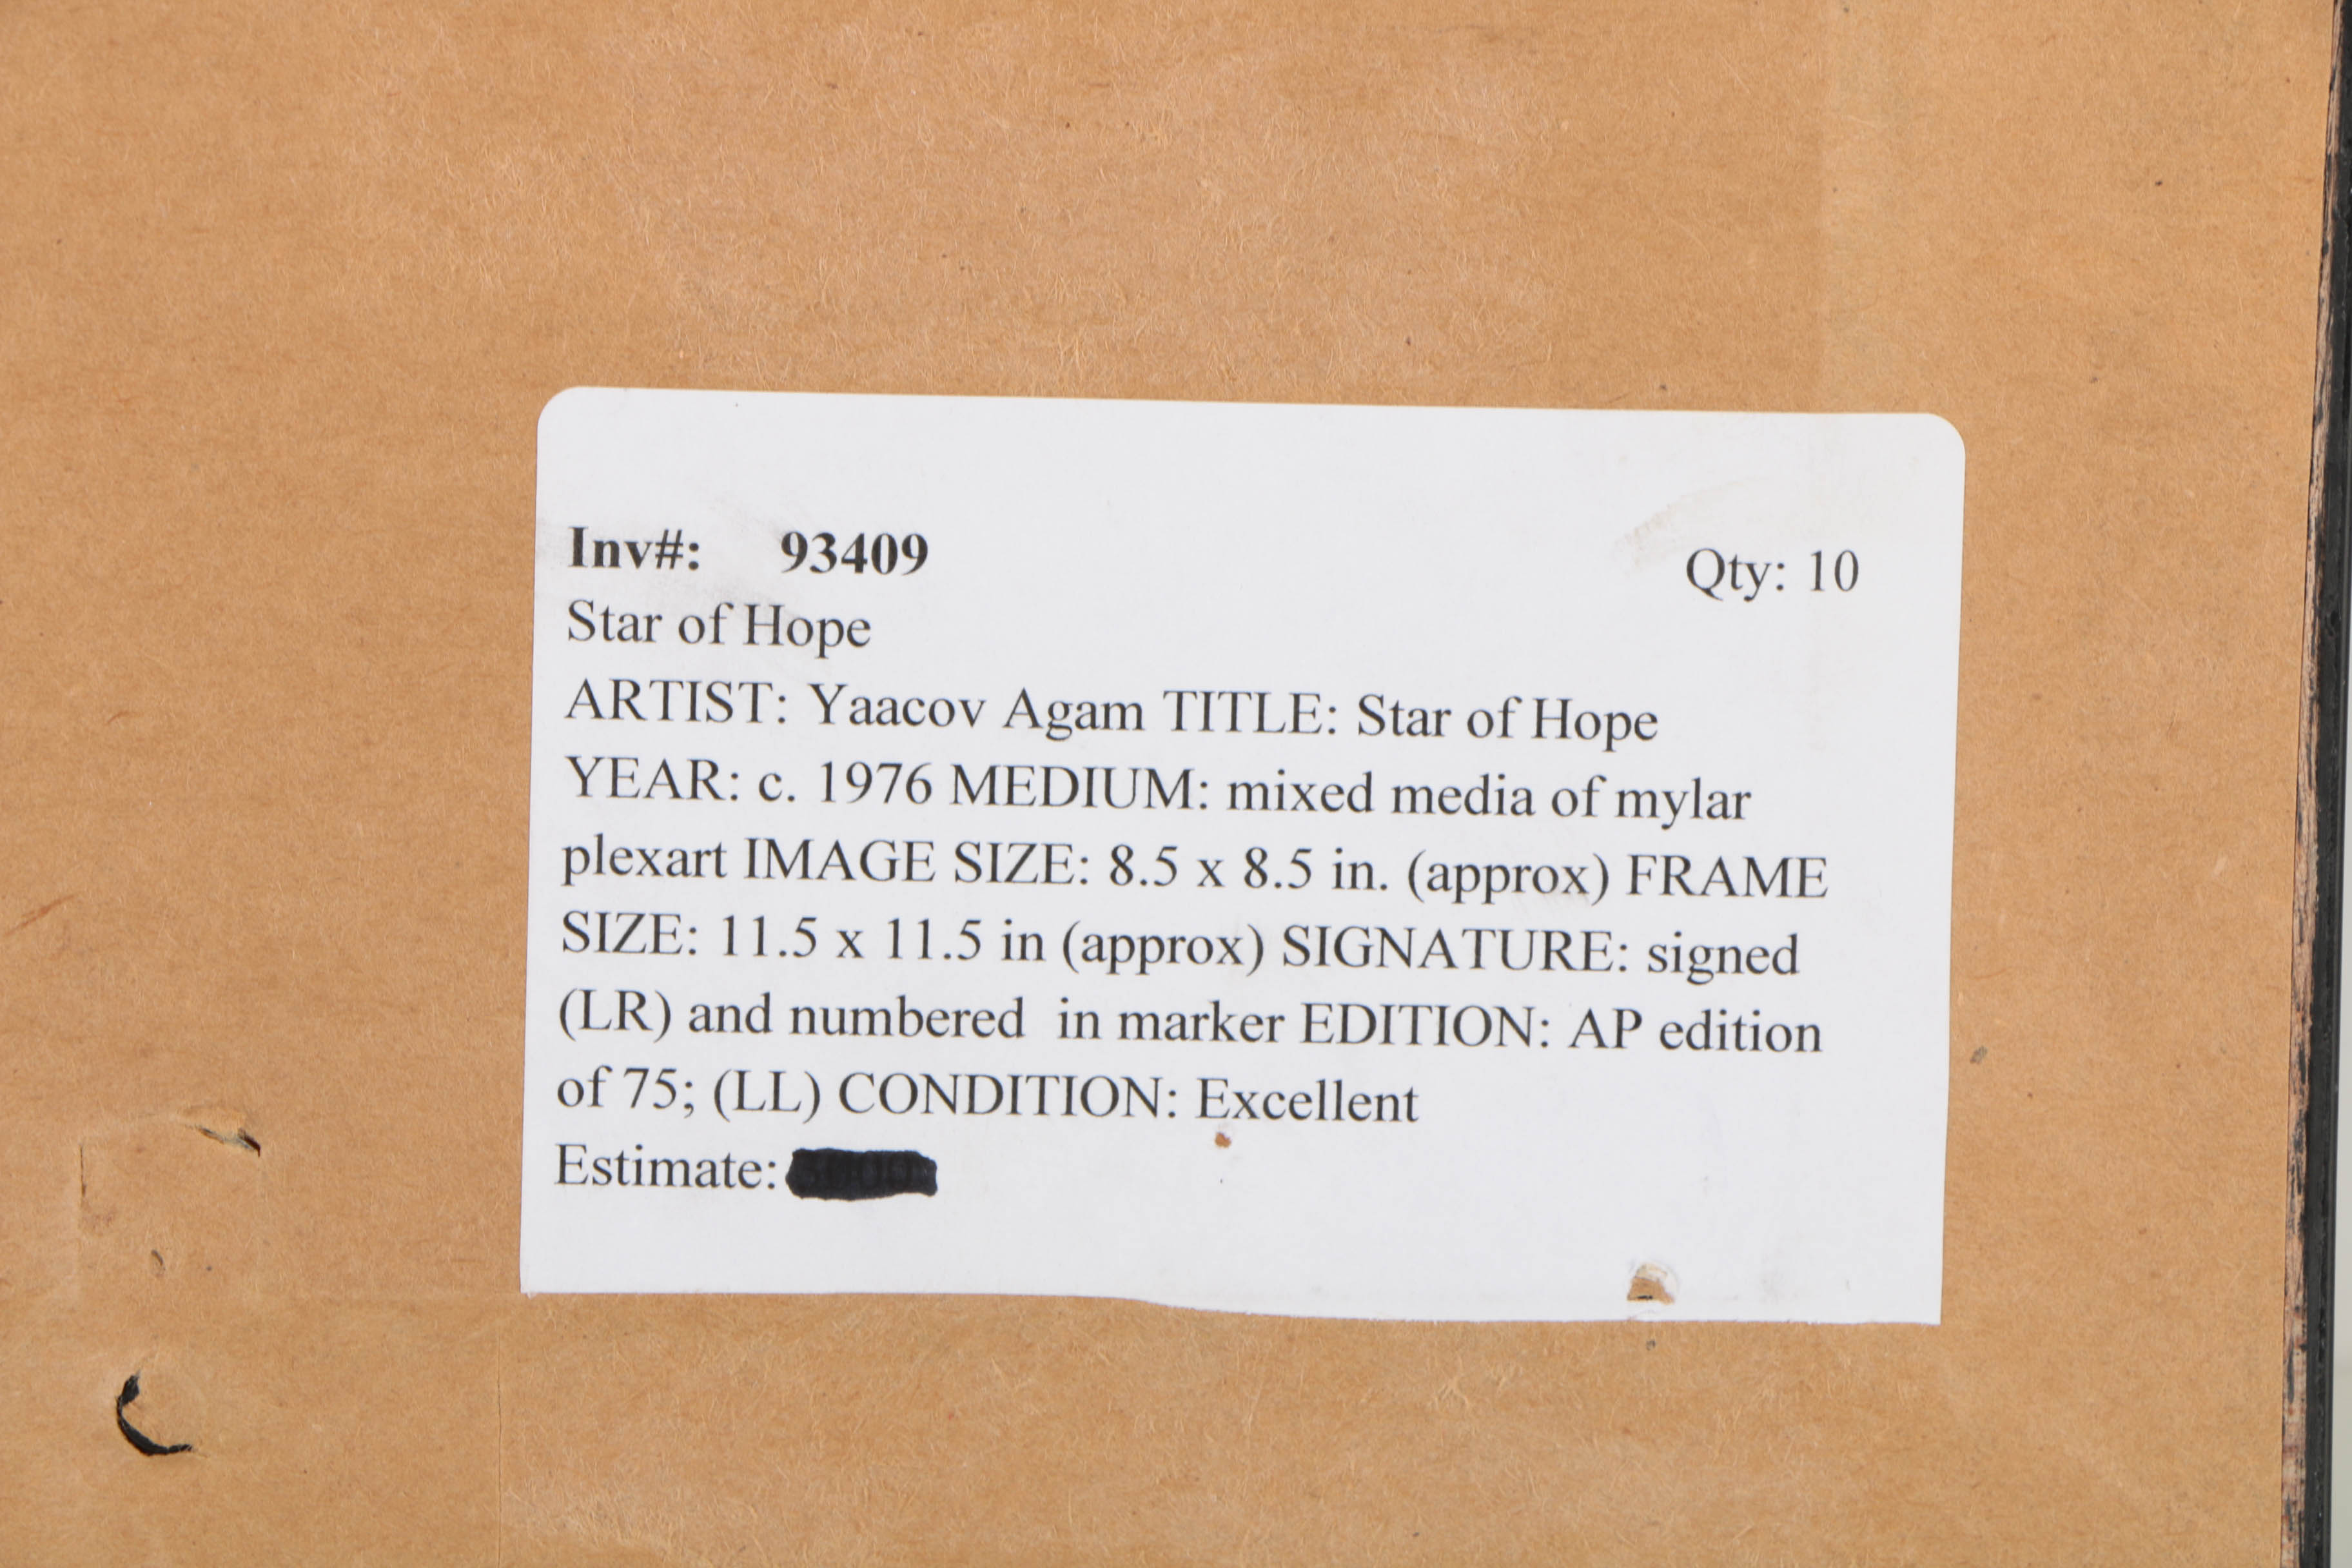 Inv#: 93409 Qty: 10
Star of Hope
ARTIST: Yaacov Agam TITLE: Star of Hope
YEAR: c. 1976 MEDIUM: mixed media of mylar
plexart IMAGE SIZE: 8.5 x 8.5 in. (approx) FRAME
SIZE: 11.5 x 11.5 in (approx) SIGNATURE: signed
(LR) and numbered in marker EDITION: AP edition
of 75; (LL) CONDITION: Excellent
Estimate: